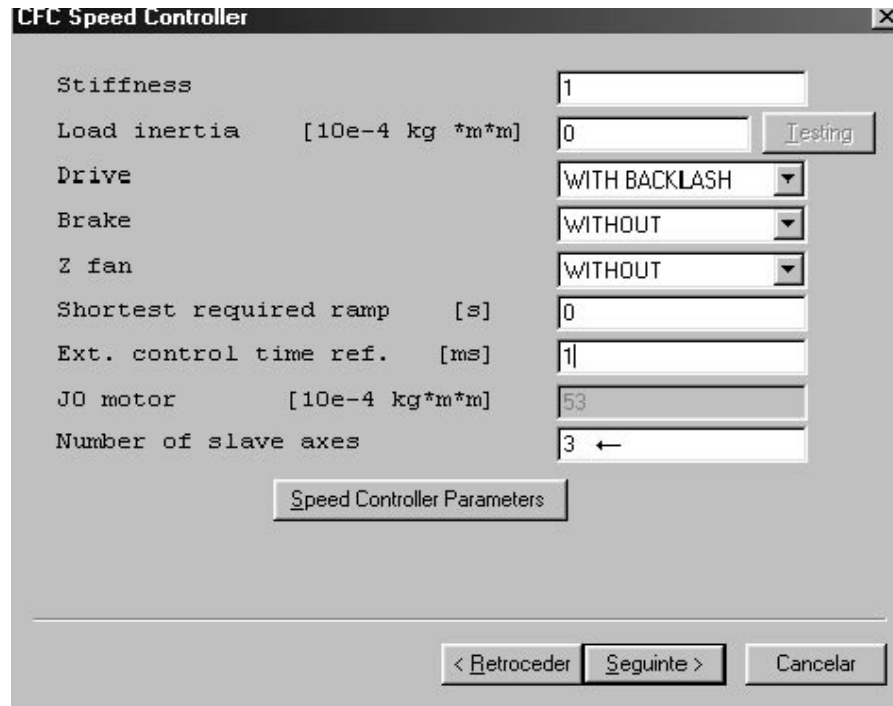 CFC Speed Controller
Stiffness 1
Load inertia [10e-4 kg *m*m] 0 Testing
Drive WITH BACKLASH
Brake WITHOUT
Z fan WITHOUT
Shortest required ramp [s] 0
Ext. control time ref. [ms] 1
J0 motor [10e-4 kg*m*m] 53
Number of slave axes 3 ←
Speed Controller Parameters
< Retroceder Seguinte > Cancelar